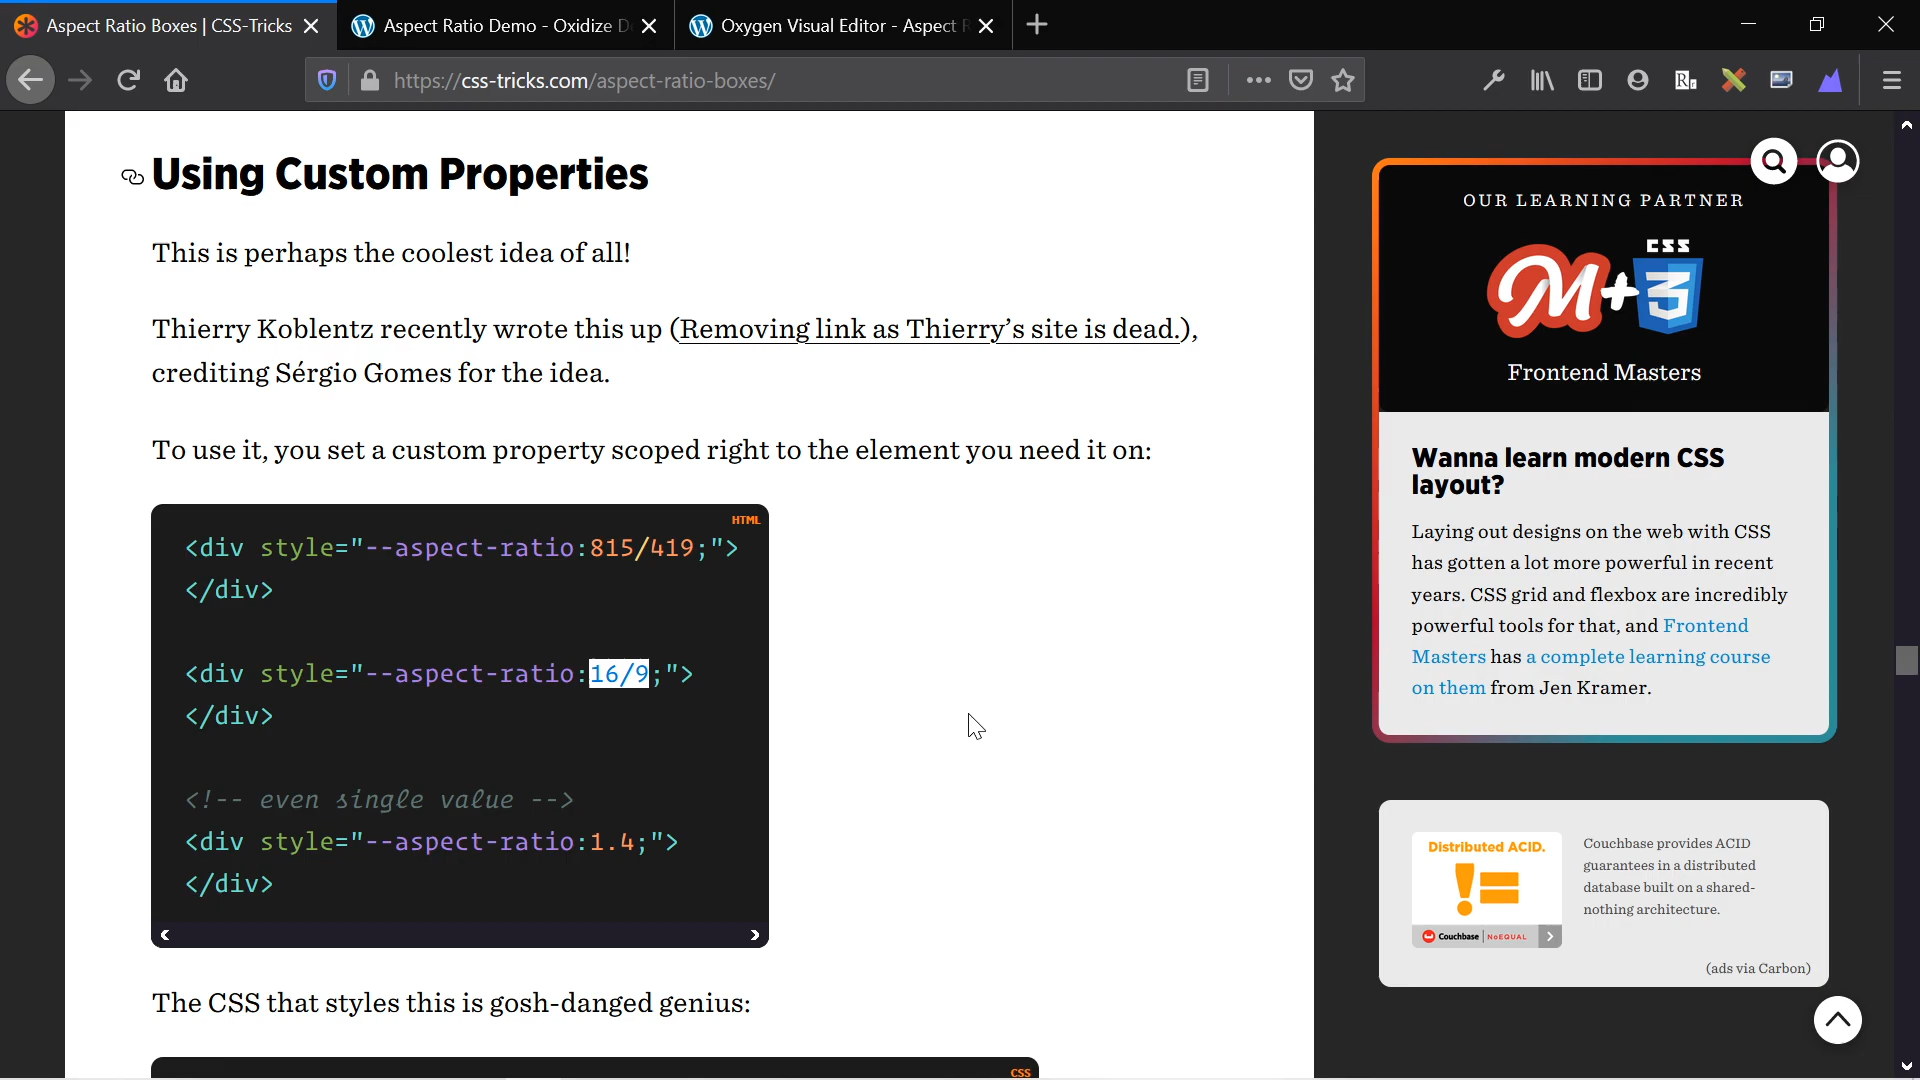 Aspect Ratio Boxes | CSS-Tricks
Aspect Ratio Demo - Oxidize D
Oxygen Visual Editor - Aspect R
https://css-tricks.com/aspect-ratio-boxes/
Using Custom Properties
This is perhaps the coolest idea of all!
Thierry Koblentz recently wrote this up (Removing link as Thierry’s site is dead.),
crediting Sérgio Gomes for the idea.
To use it, you set a custom property scoped right to the element you need it on:
HTML
<div style="--aspect-ratio:815/419;">
</div>
<div style="--aspect-ratio:16/9;">
</div>
<!-- even single value -->
<div style="--aspect-ratio:1.4;">
</div>
The CSS that styles this is gosh-danged genius:
CSS
OUR LEARNING PARTNER
M+
CSS
3
Frontend Masters
Wanna learn modern CSS
layout?
Laying out designs on the web with CSS
has gotten a lot more powerful in recent
years. CSS grid and flexbox are incredibly
powerful tools for that, and Frontend
Masters has a complete learning course
on them from Jen Kramer.
Distributed ACID.
!=
Couchbase | NoEQUAL
Couchbase provides ACID
guarantees in a distributed
database built on a shared-
nothing architecture.
(ads via Carbon)